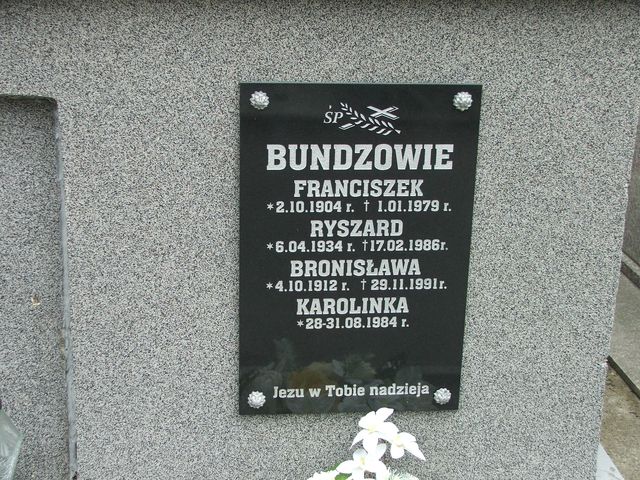 ŚP
BUNDZOWIE
FRANCISZEK
*2.10.1904 r. † 1.01.1979 r.
RYSZARD
*6.04.1934 r. †17.02.1986r.
BRONISŁAWA
*4.10.1912 r. † 29.11.1991r.
KAROLINKA
*28-31.08.1984 r.
Jezu w Tobie nadzieja